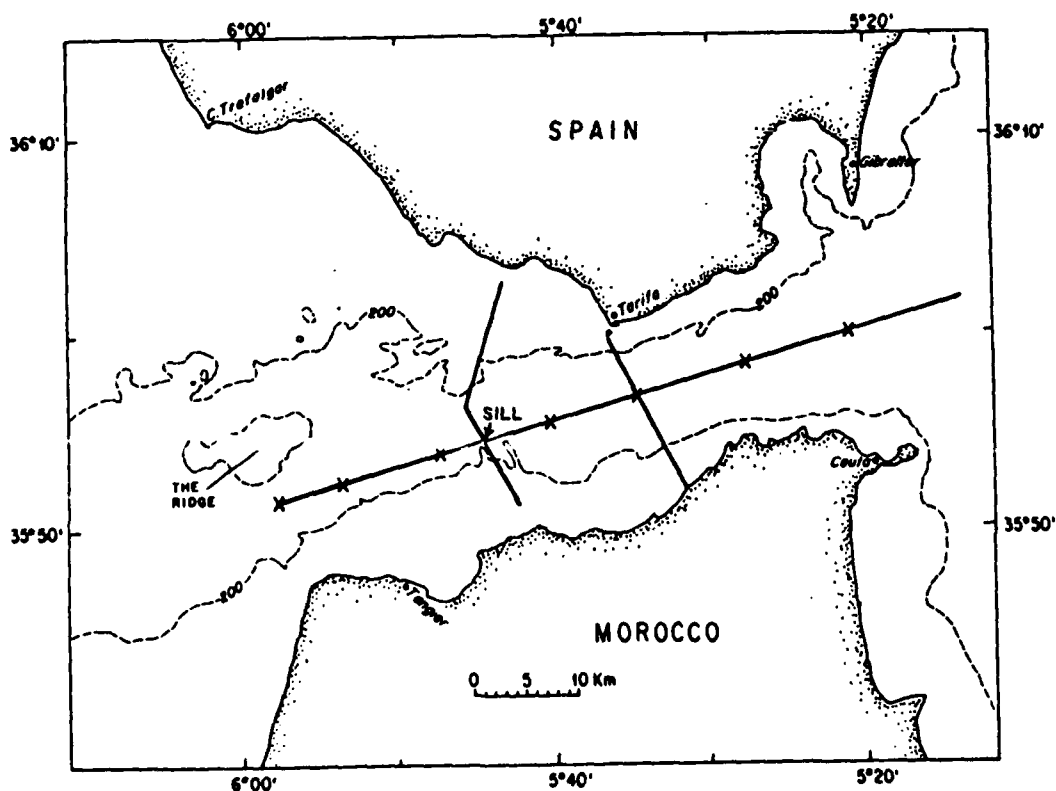 6°00'
5°40'
5°20'
C. Trafalgar
SPAIN
36°10'
36°10'
Gibraltar
Tarifa
200
200
SILL
THE
RIDGE
Ceuta
35°50'
35°50'
200
Tangier
MOROCCO
0 5 10 Km
6°00'
5°40'
5°20'